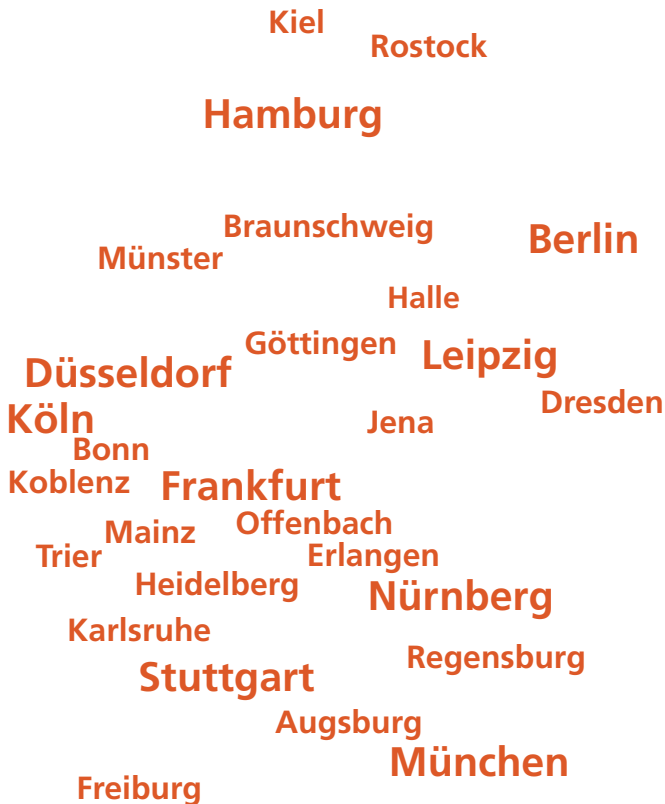 Kiel
Rostock
Hamburg
Braunschweig
Berlin
Münster
Halle
Göttingen
Leipzig
Düsseldorf
Dresden
Köln
Jena
Bonn
Koblenz
Frankfurt
Offenbach
Mainz
Trier
Erlangen
Heidelberg
Nürnberg
Karlsruhe
Regensburg
Stuttgart
Augsburg
München
Freiburg